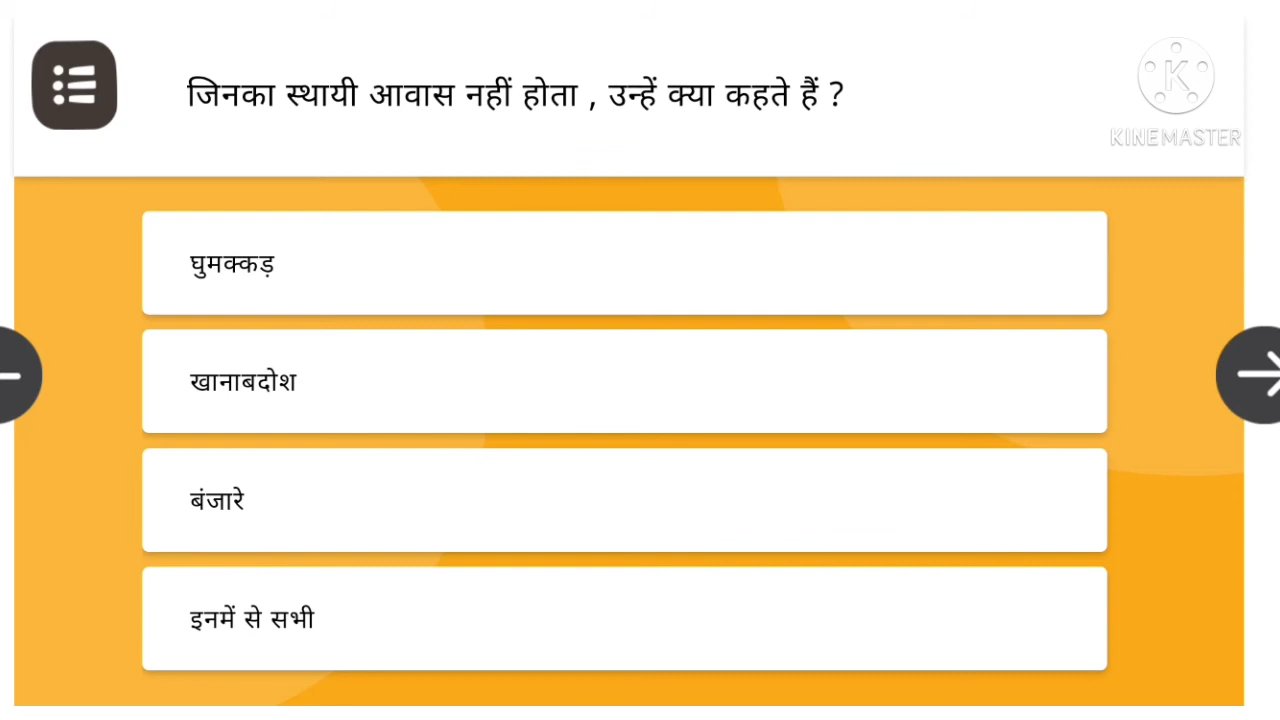 जिनका स्थायी आवास नहीं होता , उन्हें क्या कहते हैं ?
K
KINEMASTER
घुमक्कड़
खानाबदोश
बंजारे
इनमें से सभी